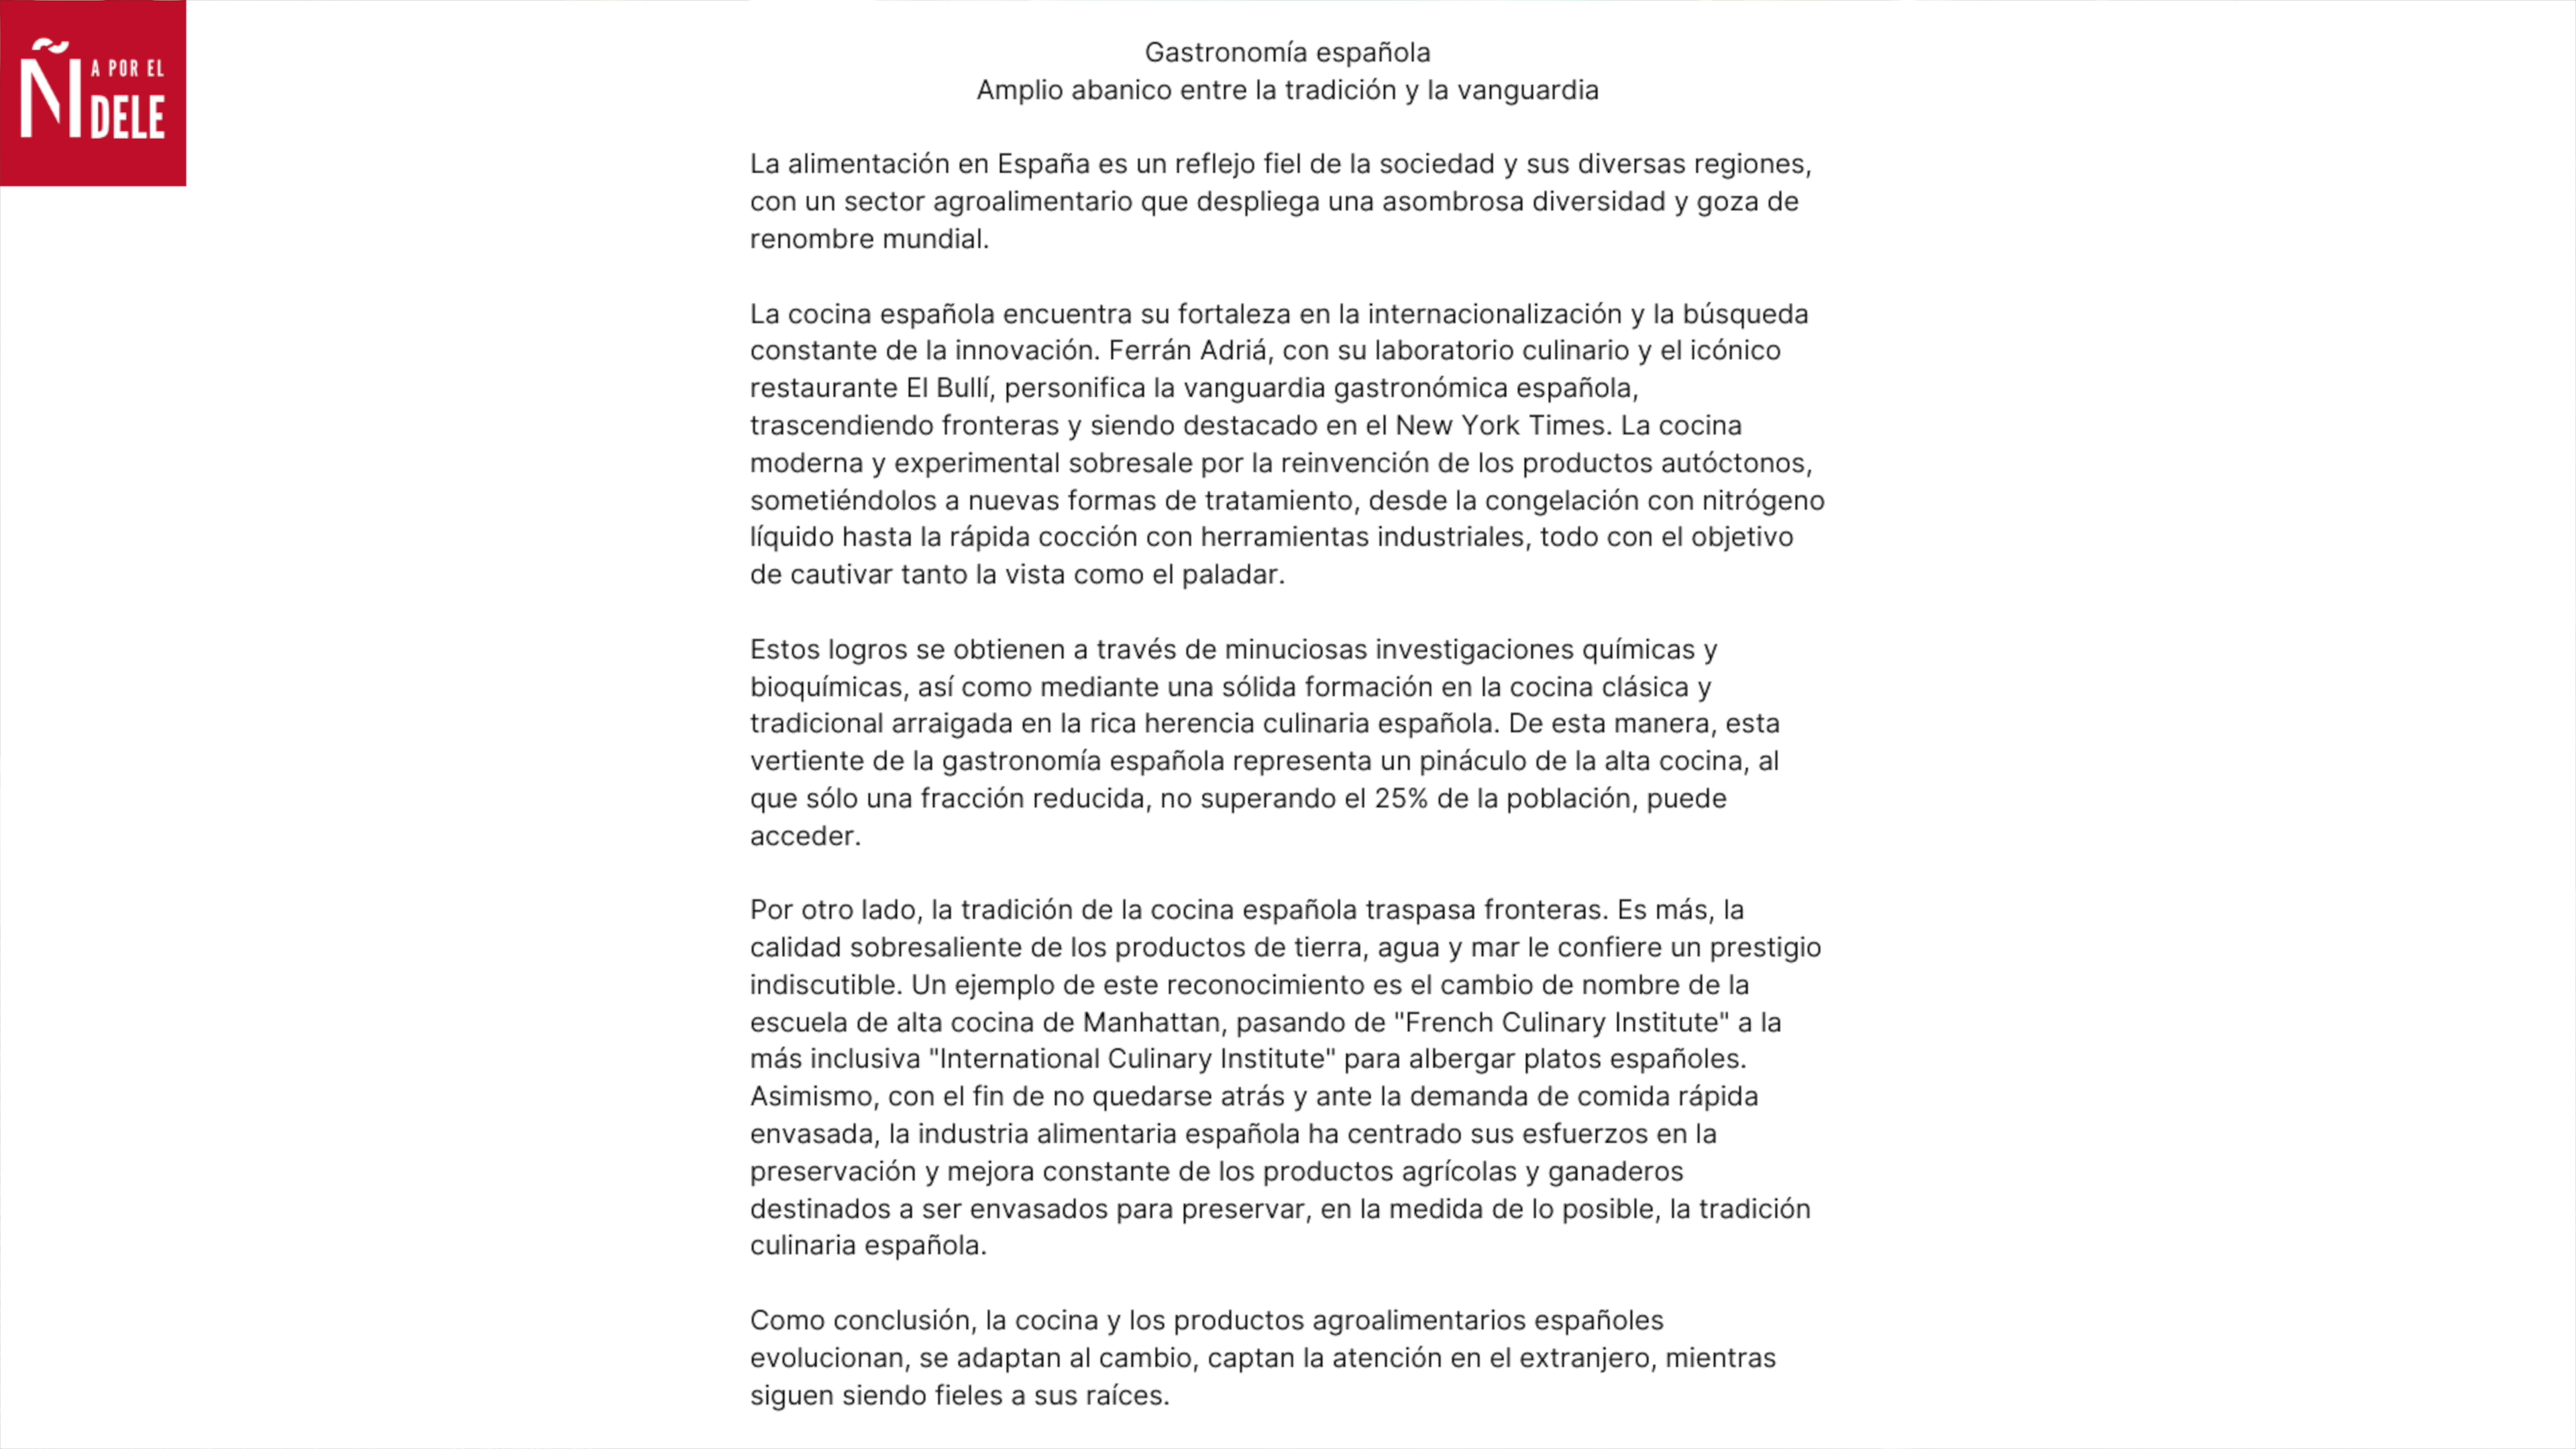 Ñ A POR EL
DELE
Gastronomía española
Amplio abanico entre la tradición y la vanguardia
La alimentación en España es un reflejo fiel de la sociedad y sus diversas regiones,
con un sector agroalimentario que despliega una asombrosa diversidad y goza de
renombre mundial.
La cocina española encuentra su fortaleza en la internacionalización y la búsqueda
constante de la innovación. Ferrán Adriá, con su laboratorio culinario y el icónico
restaurante El Bullí, personifica la vanguardia gastronómica española,
trascendiendo fronteras y siendo destacado en el New York Times. La cocina
moderna y experimental sobresale por la reinvención de los productos autóctonos,
sometiéndolos a nuevas formas de tratamiento, desde la congelación con nitrógeno
líquido hasta la rápida cocción con herramientas industriales, todo con el objetivo
de cautivar tanto la vista como el paladar.
Estos logros se obtienen a través de minuciosas investigaciones químicas y
bioquímicas, así como mediante una sólida formación en la cocina clásica y
tradicional arraigada en la rica herencia culinaria española. De esta manera, esta
vertiente de la gastronomía española representa un pináculo de la alta cocina, al
que sólo una fracción reducida, no superando el 25% de la población, puede
acceder.
Por otro lado, la tradición de la cocina española traspasa fronteras. Es más, la
calidad sobresaliente de los productos de tierra, agua y mar le confiere un prestigio
indiscutible. Un ejemplo de este reconocimiento es el cambio de nombre de la
escuela de alta cocina de Manhattan, pasando de "French Culinary Institute" a la
más inclusiva "International Culinary Institute" para albergar platos españoles.
Asimismo, con el fin de no quedarse atrás y ante la demanda de comida rápida
envasada, la industria alimentaria española ha centrado sus esfuerzos en la
preservación y mejora constante de los productos agrícolas y ganaderos
destinados a ser envasados para preservar, en la medida de lo posible, la tradición
culinaria española.
Como conclusión, la cocina y los productos agroalimentarios españoles
evolucionan, se adaptan al cambio, captan la atención en el extranjero, mientras
siguen siendo fieles a sus raíces.